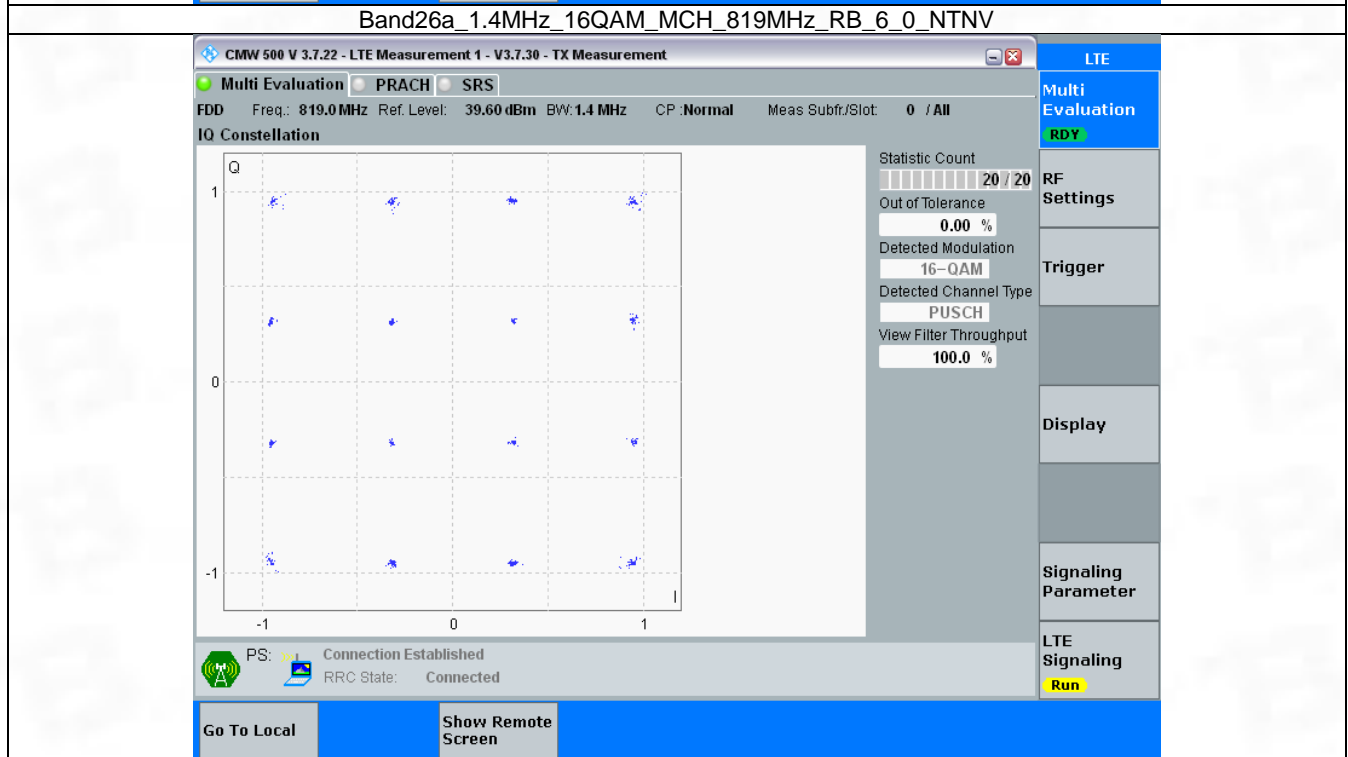 Band26a_1.4MHz_16QAM_MCH_819MHz_RB_6_0_NTNV
CMW 500 V 3.7.22 - LTE Measurement 1 - V3.7.30 - TX Measurement
LTE
Multi Evaluation PRACH SRS
Multi
Evaluation
RDY
FDD Freq.: 819.0 MHz Ref. Level: 39.60 dBm BW: 1.4 MHz CP :Normal Meas Subfr./Slot: 0 / All
IQ Constellation
Q
1
0
-1
I
-1 0 1
Statistic Count
20 / 20
Out of Tolerance
0.00 %
Detected Modulation
16-QAM
Detected Channel Type
PUSCH
View Filter Throughput
100.0 %
RF
Settings
Trigger
Display
Signaling
Parameter
LTE
Signaling
Run
PS: Connection Established
RRC State: Connected
Go To Local
Show Remote
Screen